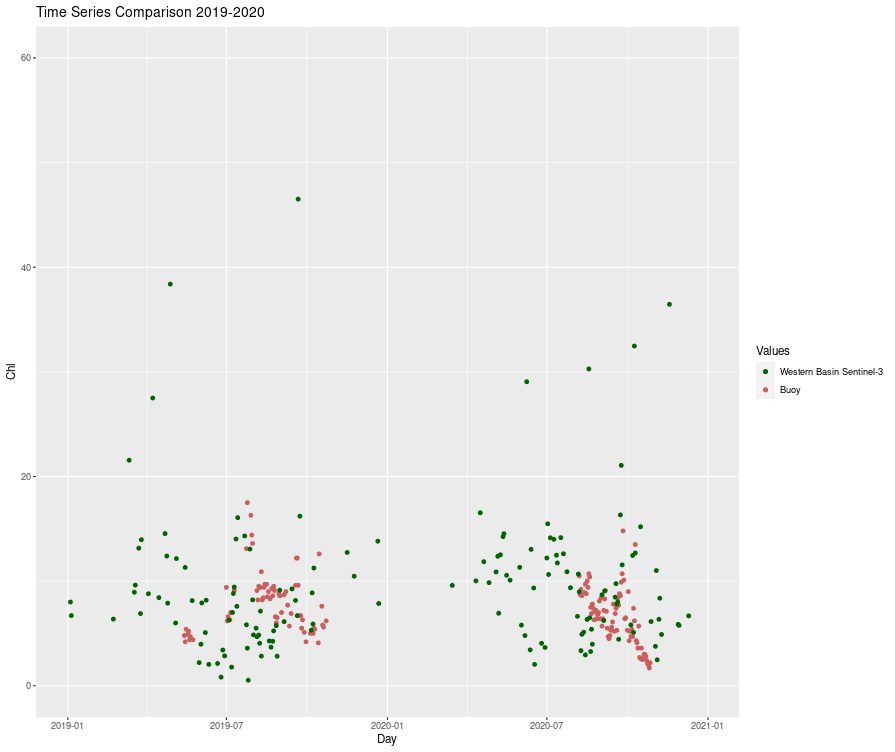 Time Series Comparison 2019-2020
60
40
20
0
Chl
2019-01
2019-07
2020-01
2020-07
2021-01
Day
Values
Western Basin Sentinel-3
Buoy